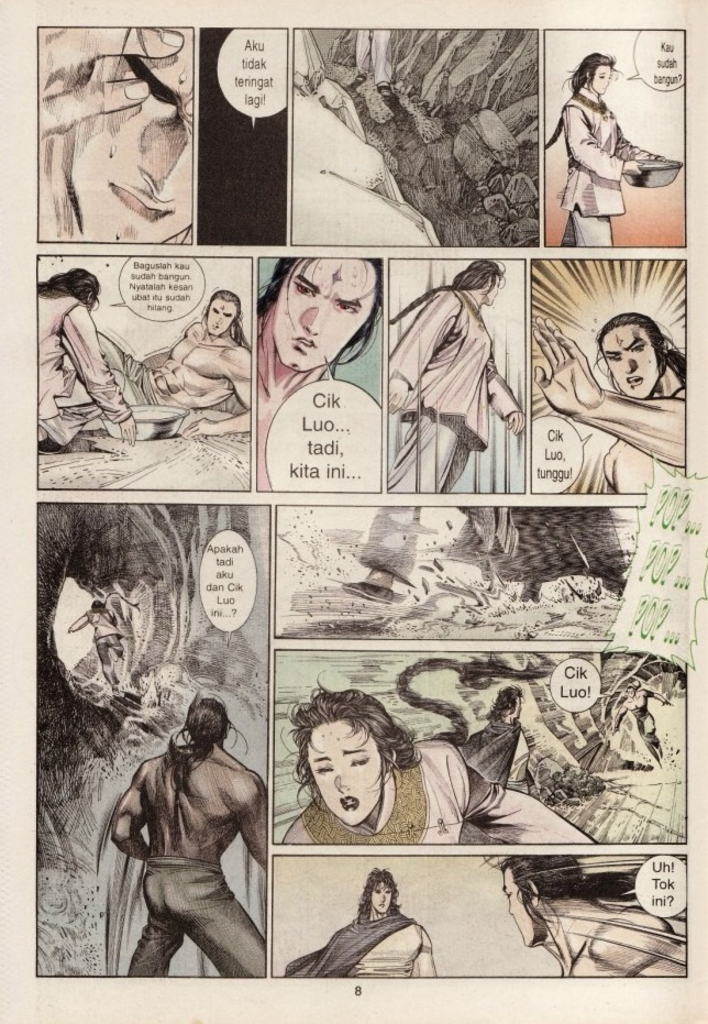 Aku
tidak
teringat
lagi!
Kau
sudah
bangun?
Baguslah kau
sudah bangun.
Nyatalah kesan
ubat itu sudah
hilang.
Cik
Luo...
tadi,
kita ini...
Cik
Luo,
tunggu!
Apakah
tadi
aku
dan Cik
Luo
ini...?
POP...
POP...
POP...
Cik
Luo!
Uh!
Tok
ini?
8